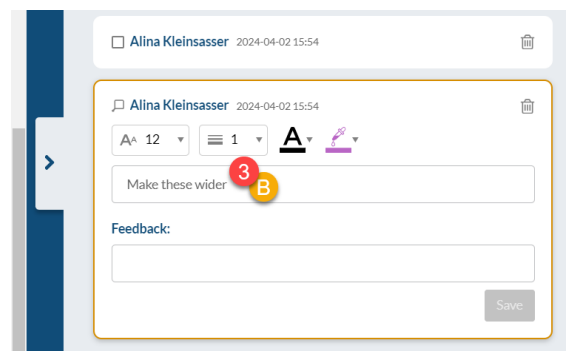 Alina Kleinsasser 2024-04-02 15:54
Alina Kleinsasser 2024-04-02 15:54
AA 12 1 A
Make these wider 3 B
Feedback:
Save